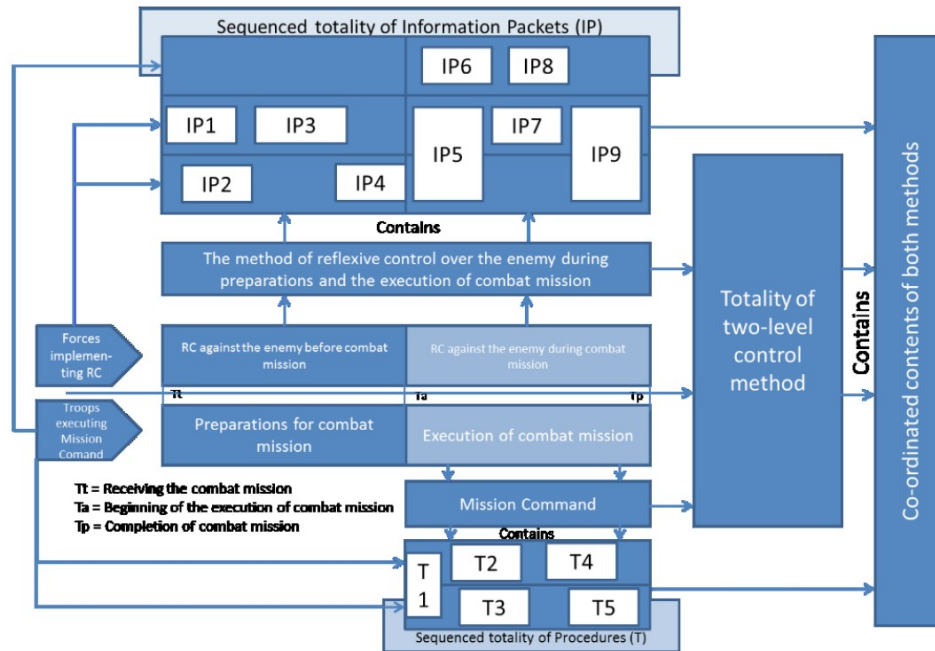 Sequenced totality of Information Packets (IP)
IP6
IP8
IP1
IP3
IP5
IP7
IP9
IP2
IP4
Contains
The method of reflexive control over the enemy during
preparations and the execution of combat mission
Forces
implemen-
ting RC
RC against the enemy before combat
mission
RC against the enemy during combat
mission
Tt
Ta
Tp
Troops
executing
Mission
Comand
Preparations for combat
mission
Execution of combat mission
Tt = Receiving the combat mission
Ta = Beginning of the execution of combat mission
Tp = Completion of combat mission
Mission Command
Contains
T
1
T2
T4
T3
T5
Sequenced totality of Procedures (T)
Totality of
two-level
control
method
Contains
Co-ordinated contents of both methods